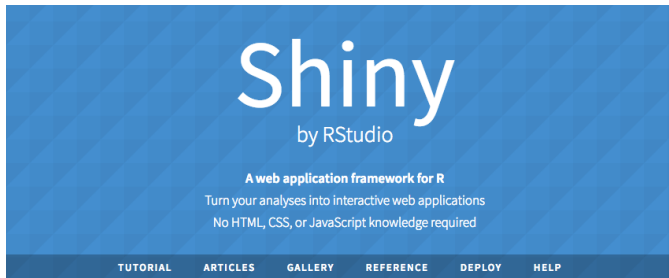 Shiny
by RStudio
A web application framework for R
Turn your analyses into interactive web applications
No HTML, CSS, or JavaScript knowledge required
TUTORIAL ARTICLES GALLERY REFERENCE DEPLOY HELP